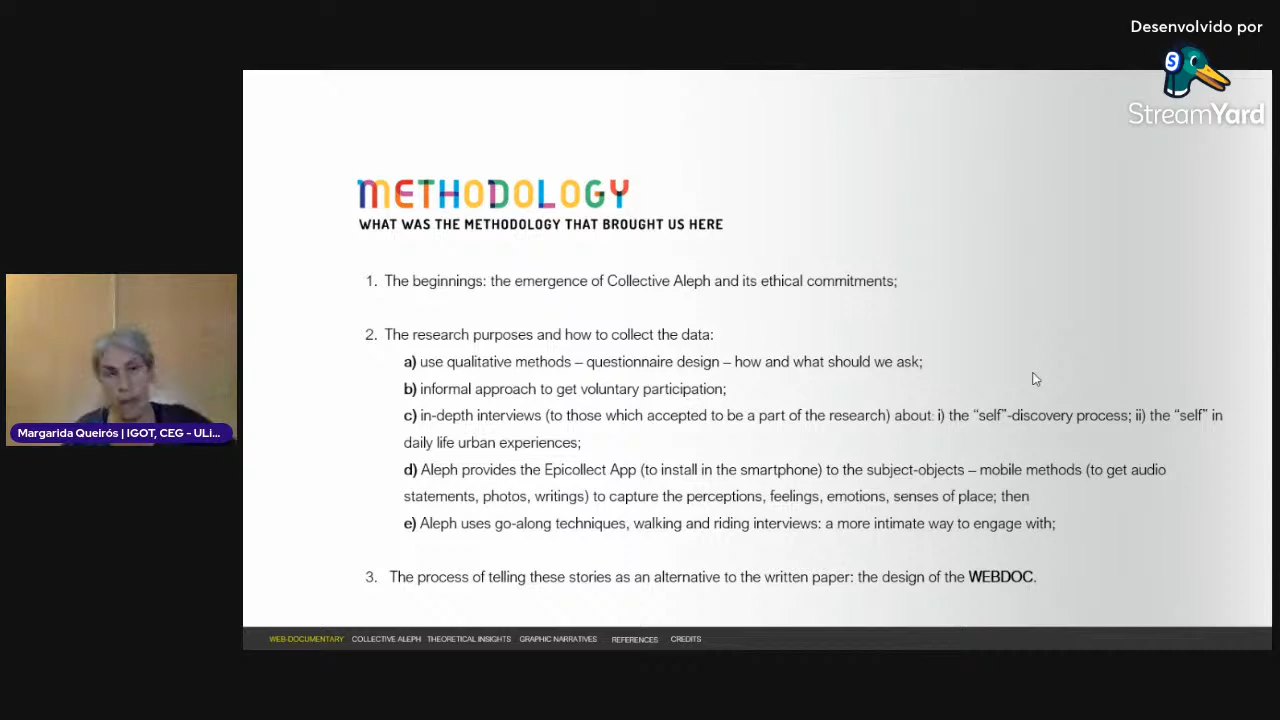 Desenvolvido por
S
StreamYard
METHODOLOGY
WHAT WAS THE METHODOLOGY THAT BROUGHT US HERE
1. The beginnings: the emergence of Collective Aleph and its ethical commitments;
2. The research purposes and how to collect the data:
a) use qualitative methods – questionnaire design – how and what should we ask;
b) informal approach to get voluntary participation;
c) in-depth interviews (to those which accepted to be a part of the research) about: i) the “self”-discovery process; ii) the “self” in
daily life urban experiences;
d) Aleph provides the Epicollect App (to install in the smartphone) to the subject-objects – mobile methods (to get audio
statements, photos, writings) to capture the perceptions, feelings, emotions, senses of place; then
e) Aleph uses go-along techniques, walking and riding interviews: a more intimate way to engage with;
3. The process of telling these stories as an alternative to the written paper: the design of the WEBDOC.
Margarida Queirós | IGOT, CEG - ULi...
WEB-DOCUMENTARY COLLECTIVE ALEPH THEORETICAL INSIGHTS GRAPHIC NARRATIVES REFERENCES CREDITS